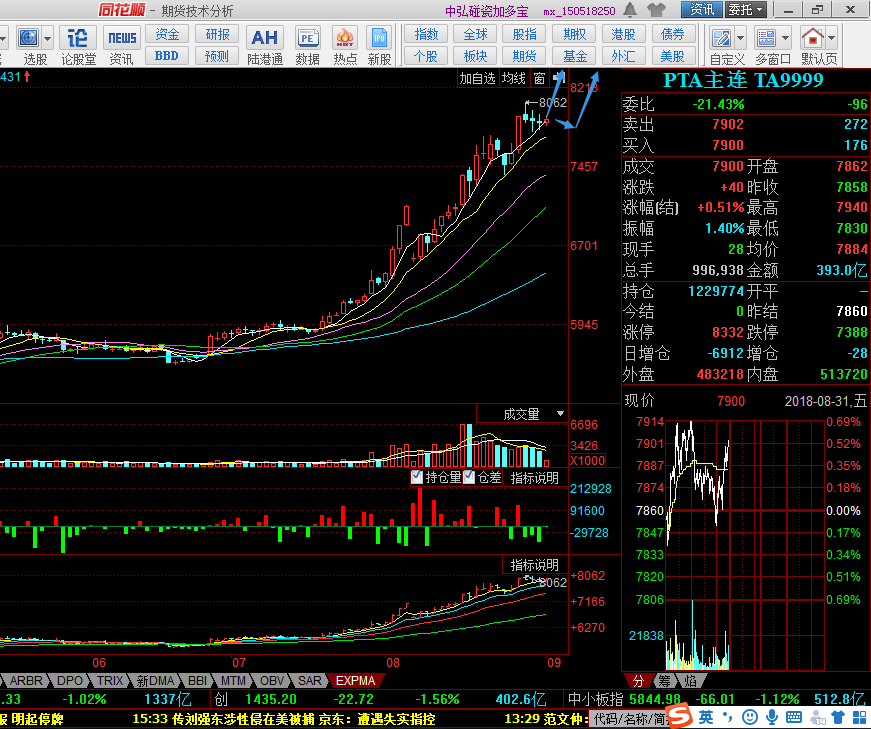 同花顺 - 期货技术分析 中弘碰瓷加多宝 mx_150518250 资讯 委托
选股 论 论股堂 news 资讯 资金 BBD 研报 预测 AH 陆港通 PE 数据 HOT 热点 IPO 新股 指数 个股 全球 板块 股指 期货 期权 基金 港股 外汇 债券 美股 自定义 多窗口 默认页
431↑ 加自选 均线 窗 8213
8062
7457
6701
5945
成交量
6696
3426
X1000
持仓量 仓差 指标说明
212928
91600
-29728
指标说明
+8062
8062
+7166
+6270
06 07 08 09
PTA主连 TA9999
委比 -21.43% -96
卖出 7902 272
买入 7900 176
成交 7900 开盘 7862
涨跌 +40 昨收 7858
涨幅(结) +0.51% 最高 7940
振幅 1.40% 最低 7830
现手 28 均价 7884
总手 996,938 金额 393.0亿
持仓 1229774 开平 -
今结 0 昨结 7860
涨停 8332 跌停 7388
日增仓 -6912 增仓 -28
外盘 483218 内盘 513720
现价 7900 2018-08-31,五
7914 0.69%
7901 0.52%
7887 0.35%
7874 0.18%
7860 0.00%
7847 0.17%
7833 0.34%
7820 0.51%
7806 0.69%
21838
ARBR DPO TRIX 新DMA BBI MTM OBV SAR EXPMA 分 筹 焰
.33 -1.02% 1337亿 创 1435.20 -22.72 -1.56% 402.6亿 中小板指 5844.98 -66.01 -1.12% 512.8亿
报 明起停牌 15:33 传刘强东涉性侵在美被捕 京东：遭遇失实指控 13:29 范文仲: 代码/名称/简 S 英